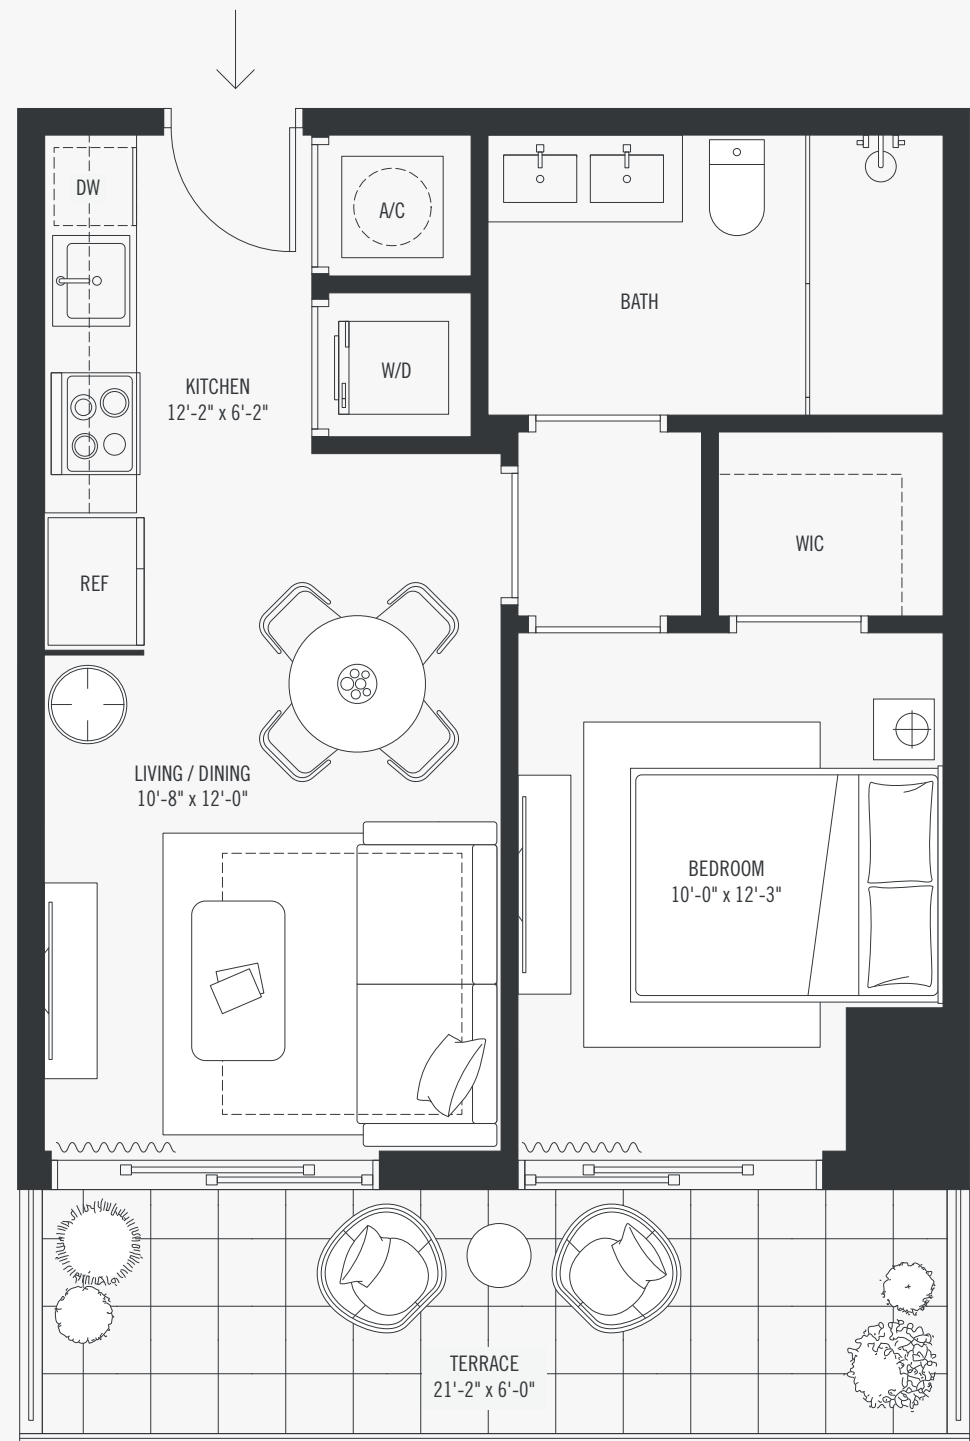 DW
A/C
BATH
W/D
KITCHEN
12'-2" x 6'-2"
WIC
REF
LIVING / DINING
10'-8" x 12'-0"
BEDROOM
10'-0" x 12'-3"
TERRACE
21'-2" x 6'-0"